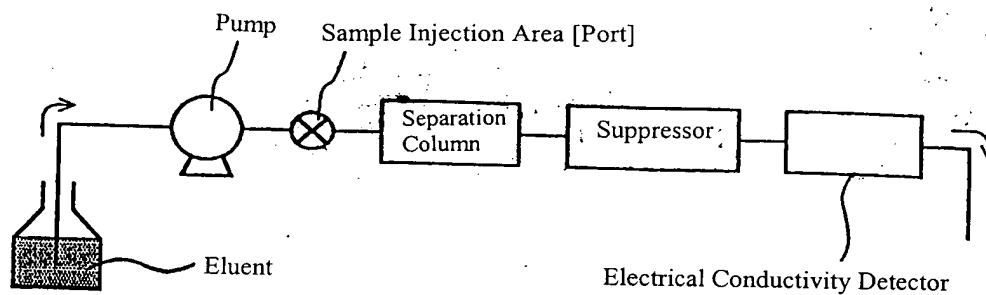 Pump
Sample Injection Area [Port]
Separation
Column
Suppressor
Eluent
Electrical Conductivity Detector